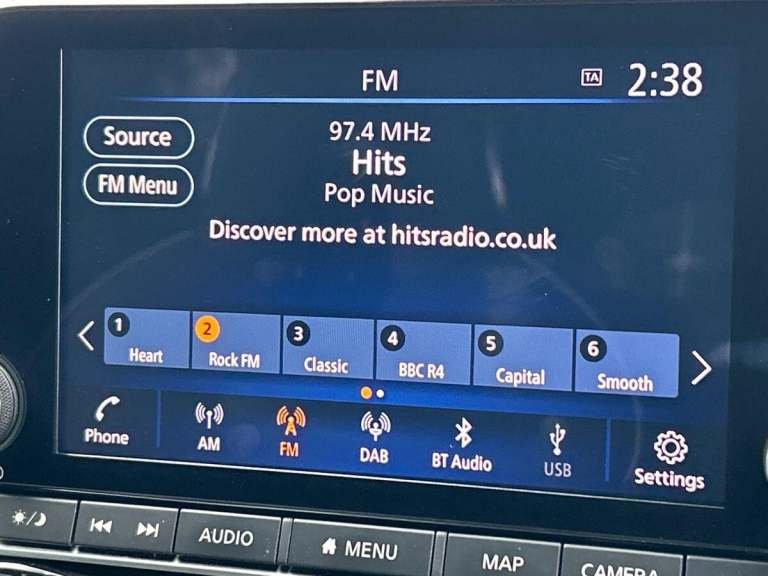 FM
TA 2:38
Source
FM Menu
97.4 MHz
Hits
Pop Music
Discover more at hitsradio.co.uk
1 Heart
2 Rock FM
3 Classic
4 BBC R4
5 Capital
6 Smooth
Phone
AM
FM
DAB
BT Audio
USB
Settings
AUDIO
MENU
MAP
CAMERA